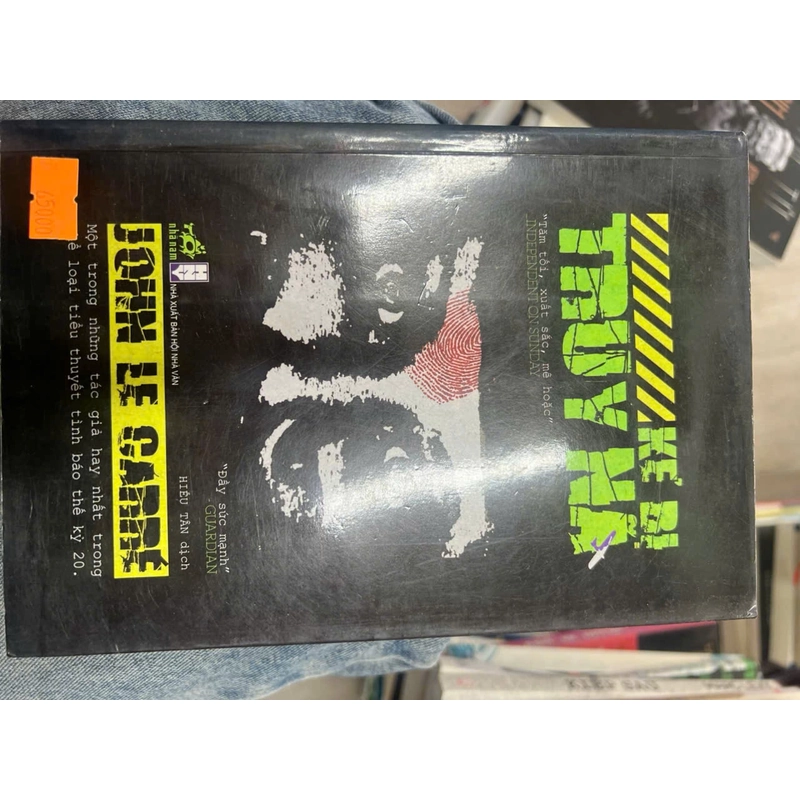 KẺ BỊ
TRUY NÃ
"Tăm tối, xuất sắc, mê hoặc"
INDEPENDENT ON SUNDAY
"Đầy sức mạnh"
GUARDIAN
HIẾU TÂN dịch
nhã nam
NHÀ XUẤT BẢN HỘI NHÀ VĂN
JOHN LE CARRÉ
Một trong những tác giả hay nhất trong
thể loại tiểu thuyết tình báo thế kỷ 20.
65000